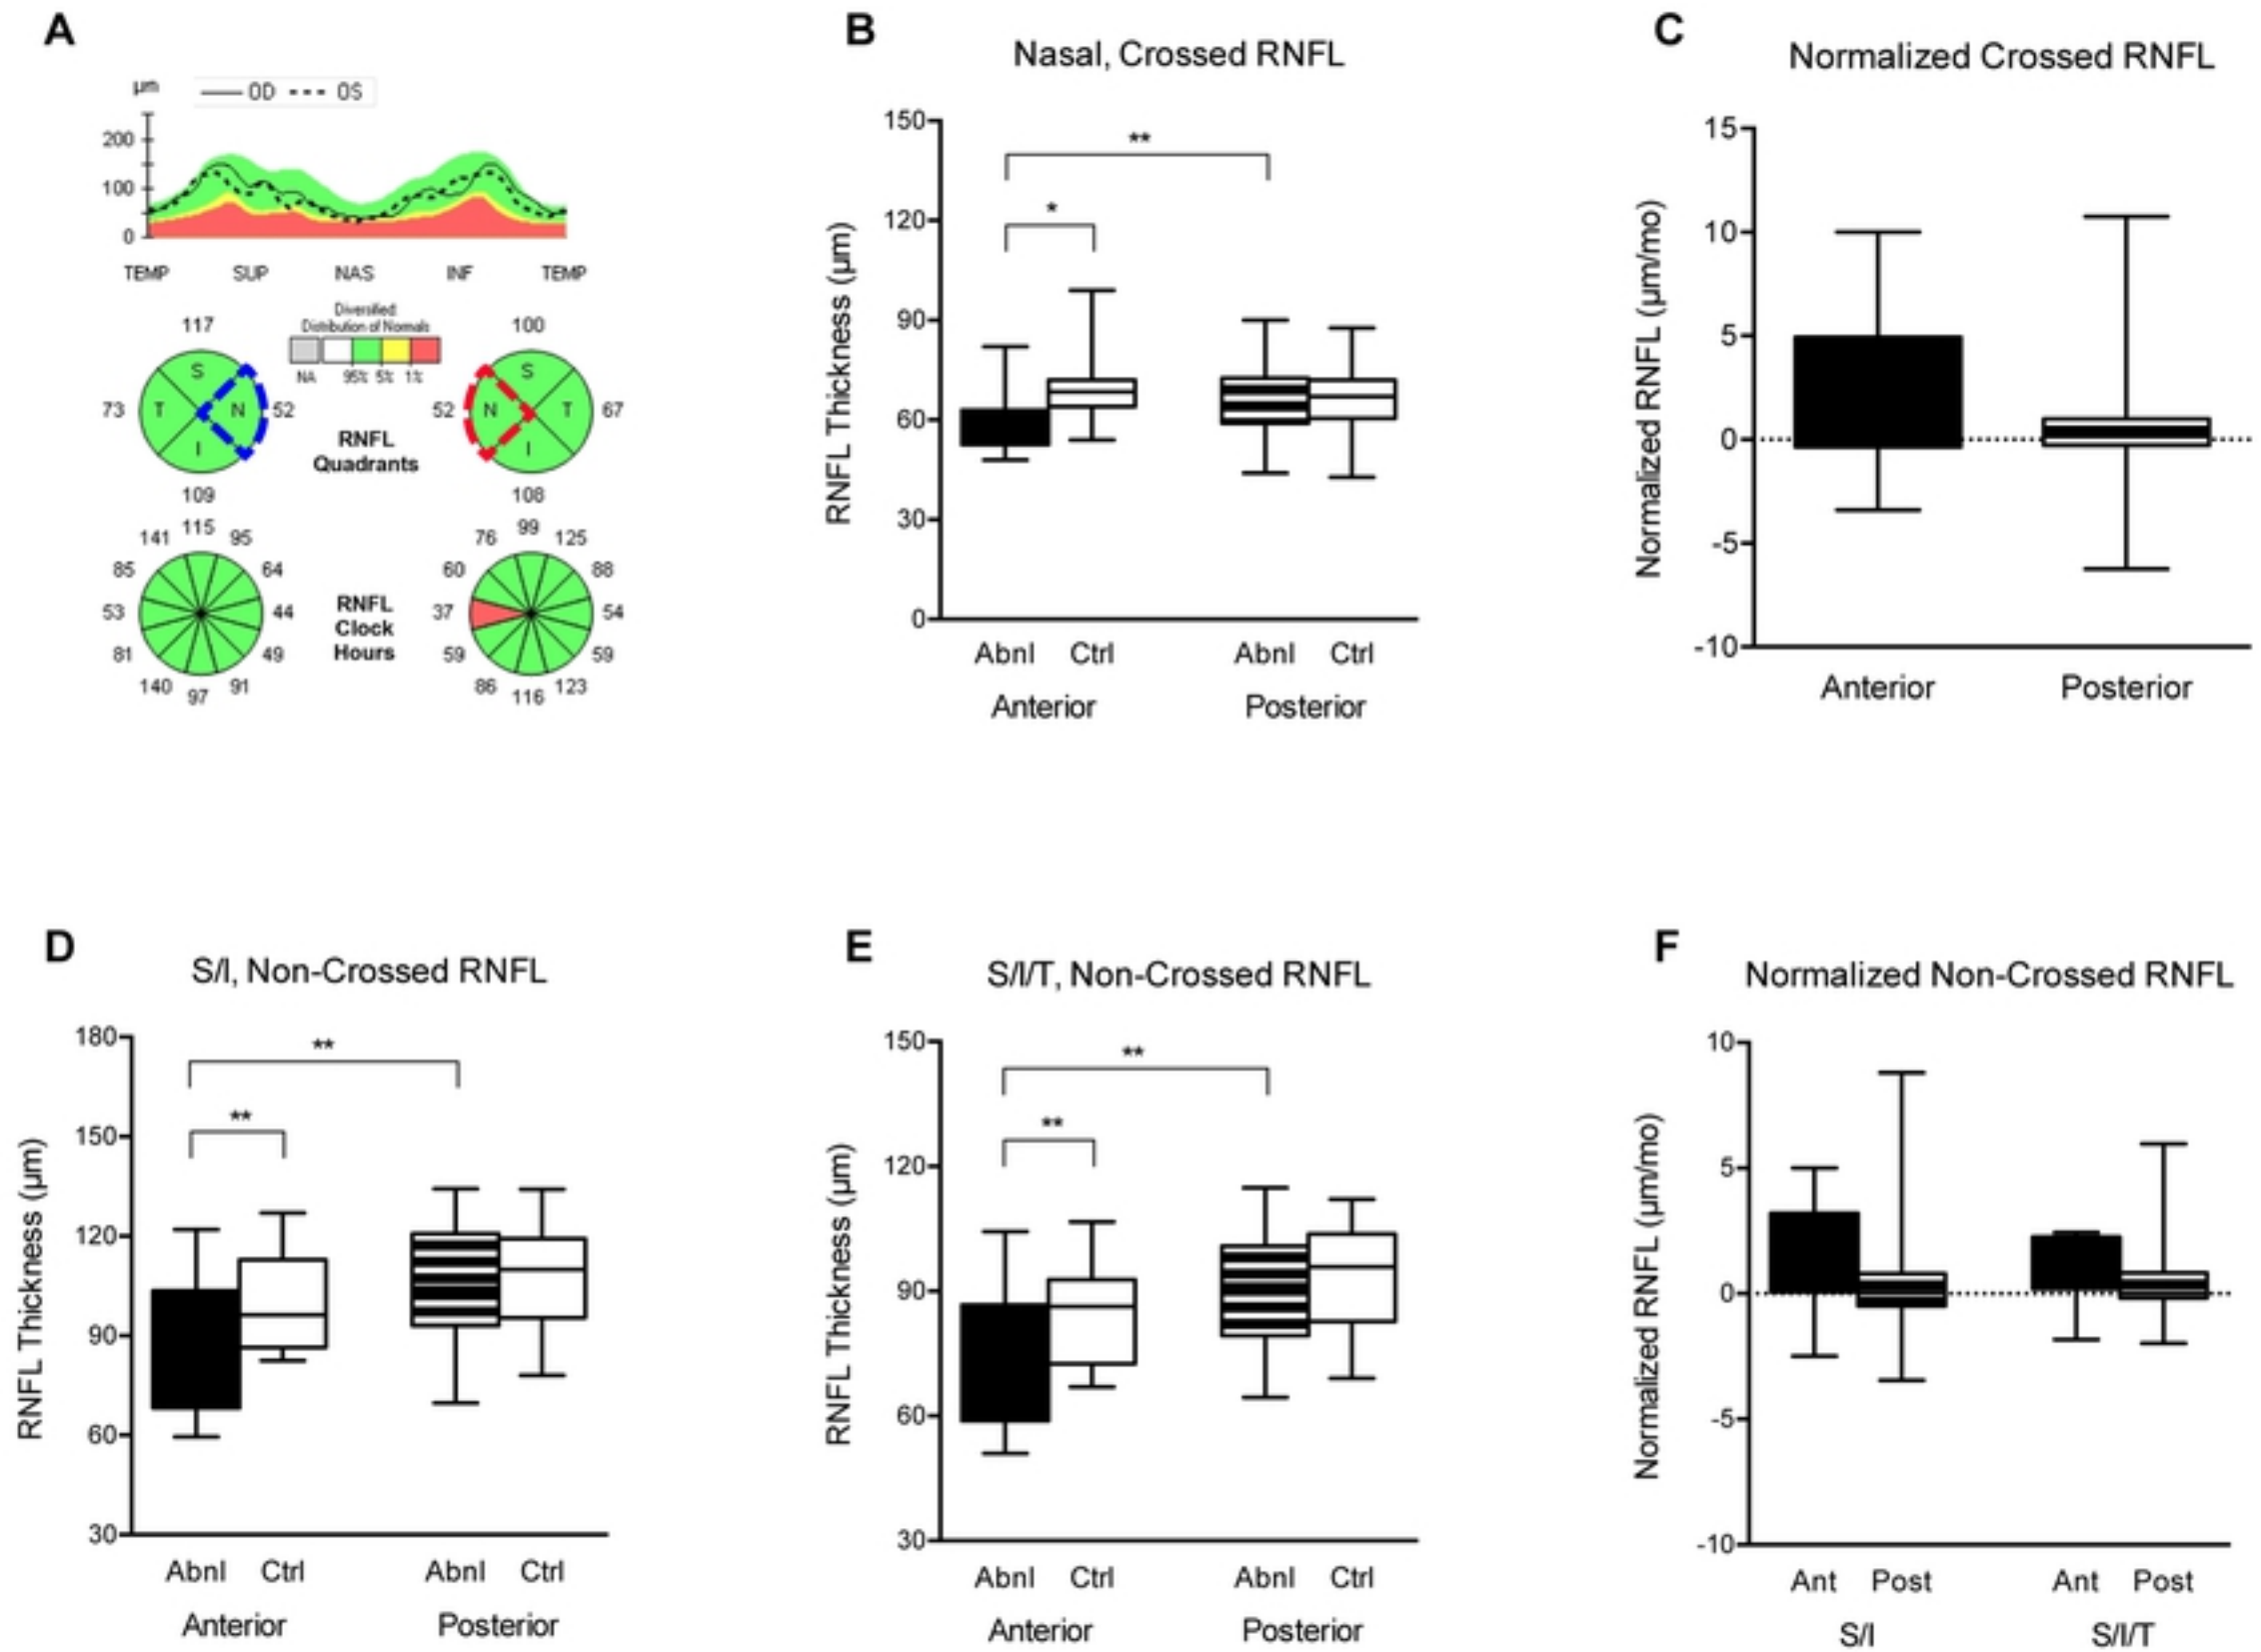 A
µm
OD OS
200
100
0
TEMP SUP NAS INF TEMP
Diversified:
Distribution of Normals
NA 95% 5% 1%
117
S
73 T N 52
I
109
100
S
52 N T 67
I
108
RNFL
Quadrants
115
141 95
85 64
53 44
81 49
140 91
97
RNFL
Clock
Hours
99
76 125
60 88
37 54
59 59
86 123
116
B
Nasal, Crossed RNFL
RNFL Thickness (µm)
150
120
90
60
30
0
**
*
Abnl Ctrl Abnl Ctrl
Anterior Posterior
C
Normalized Crossed RNFL
Normalized RNFL (µm/mo)
15
10
5
0
-5
-10
Anterior Posterior
D
S/I, Non-Crossed RNFL
RNFL Thickness (µm)
180
150
120
90
60
30
**
**
Abnl Ctrl Abnl Ctrl
Anterior Posterior
E
S/I/T, Non-Crossed RNFL
RNFL Thickness (µm)
150
120
90
60
30
**
**
Abnl Ctrl Abnl Ctrl
Anterior Posterior
F
Normalized Non-Crossed RNFL
Normalized RNFL (µm/mo)
10
5
0
-5
-10
Ant Post Ant Post
S/I S/I/T